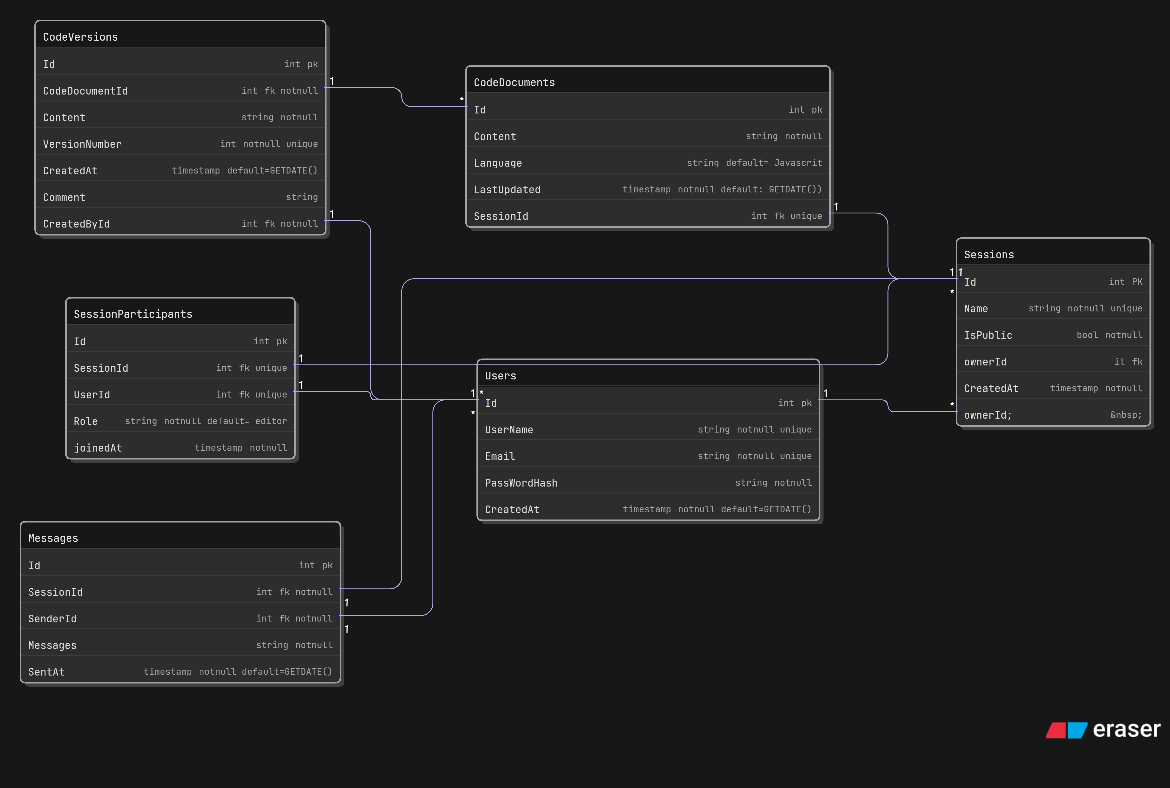 CodeVersions
Id int pk
CodeDocumentId int fk notnull
Content string notnull
VersionNumber int notnull unique
CreatedAt timestamp default=GETDATE()
Comment string
CreatedById int fk notnull
1
1
CodeDocuments
*
Id int pk
Content string notnull
Language string default= Javascrit
LastUpdated timestamp notnull default: GETDATE())
SessionId int fk unique
1
Sessions
1 1
*
Id int PK
Name string notnull unique
IsPublic bool notnull
ownerId it fk
CreatedAt timestamp notnull
*
ownerId; &nbsp;
SessionParticipants
Id int pk
SessionId int fk unique
UserId int fk unique
Role string notnull default= editor
joinedAt timestamp notnull
1
1
Users
1 *
*
Id int pk
UserName string notnull unique
Email string notnull unique
PassWordHash string notnull
CreatedAt timestamp notnull default=GETDATE()
1
Messages
Id int pk
SessionId int fk notnull
SenderId int fk notnull
Messages string notnull
SentAt timestamp notnull default=GETDATE()
1
1
eraser